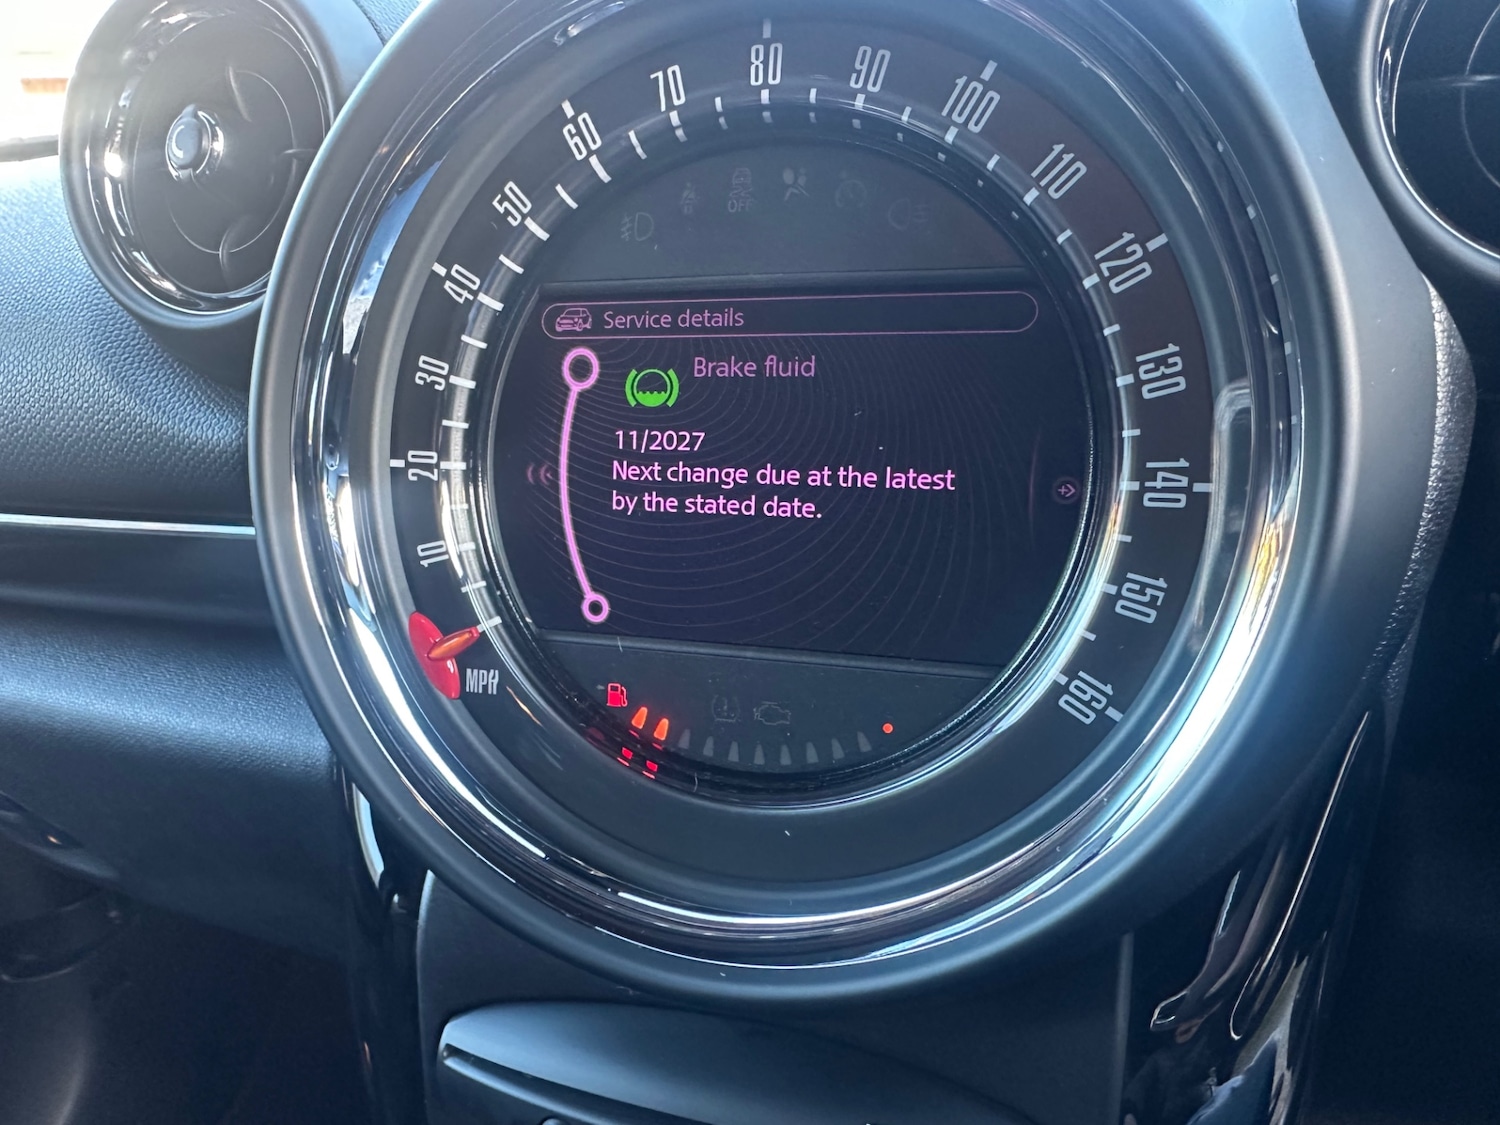 10
20
30
40
50
60
70
80
90
100
110
120
130
140
150
160
MPH
OFF
Service details
Brake fluid
11/2027
Next change due at the latest
by the stated date.